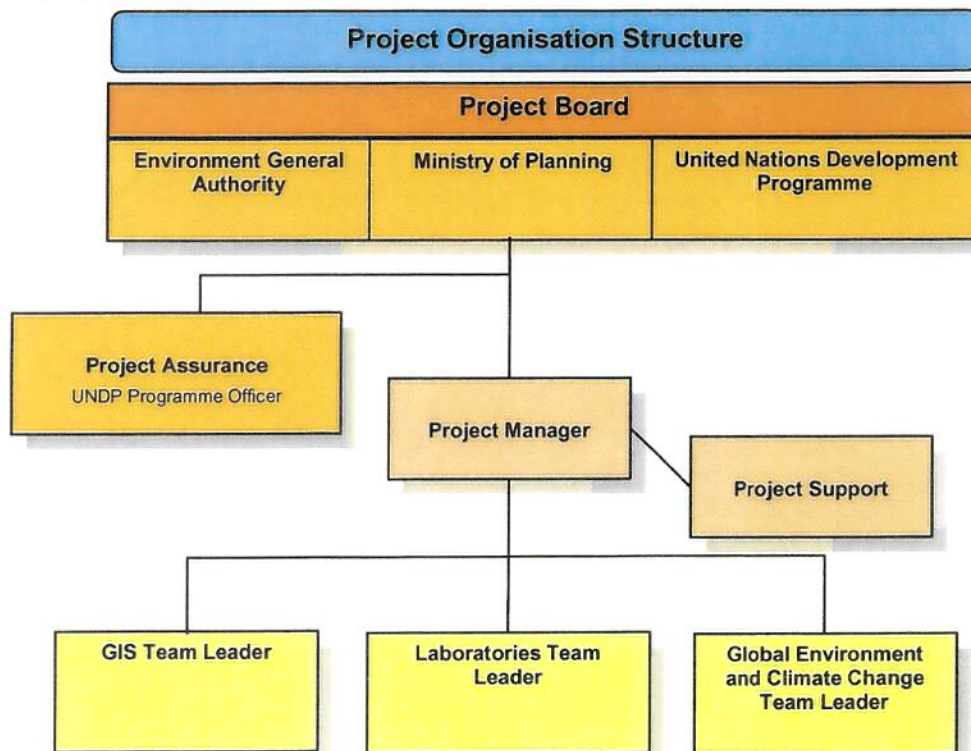 Project Organisation Structure
Project Board
Environment General
Authority
Ministry of Planning
United Nations Development
Programme
Project Assurance
UNDP Programme Officer
Project Manager
Project Support
GIS Team Leader
Laboratories Team
Leader
Global Environment
and Climate Change
Team Leader